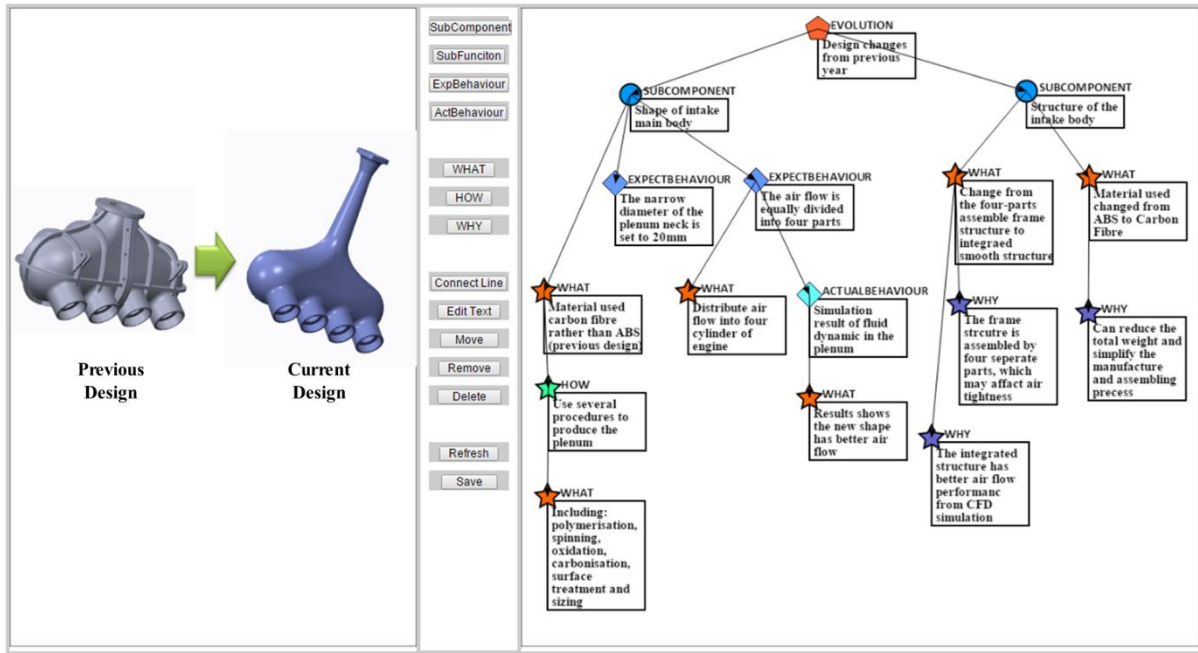 Previous
Design
Current
Design
SubComponent
SubFunciton
ExpBehaviour
ActBehaviour
WHAT
HOW
WHY
Connect Line
Edit Text
Move
Remove
Delete
Refresh
Save
EVOLUTION
Design changes
from previous
year
SUBCOMPONENT
Shape of intake
main body
SUBCOMPONENT
Structure of the
intake body
EXPECTBEHAVIOUR
The narrow
diameter of the
plenum neck is
set to 20mm
EXPECTBEHAVIOUR
The air flow is
equally divided
into four parts
WHAT
Change from
the four-parts
assemble frame
structure to
integraed
smooth structure
WHAT
Material used
changed from
ABS to Carbon
Fibre
WHAT
Material used
carbon fibre
rather than ABS
(previous design)
WHAT
Distribute air
flow into four
cylinder of
engine
ACTUALBEHAVIOUR
Simulation
result of fluid
dynamic in the
plenum
WHY
The frame
strcutre is
assembled by
four seperate
parts, which
may affact air
tightness
WHY
Can reduce the
total weight and
simplify the
manufacture
and assembling
precess
HOW
Use several
procedures to
produce the
plenum
WHAT
Results shows
the new shape
has better air
flow
WHY
The integrated
structure has
better air flow
performanc
from CFD
simulation
WHAT
Including:
polymerisation,
spinning,
oxidation,
carbonisation,
surface
treatment and
sizing